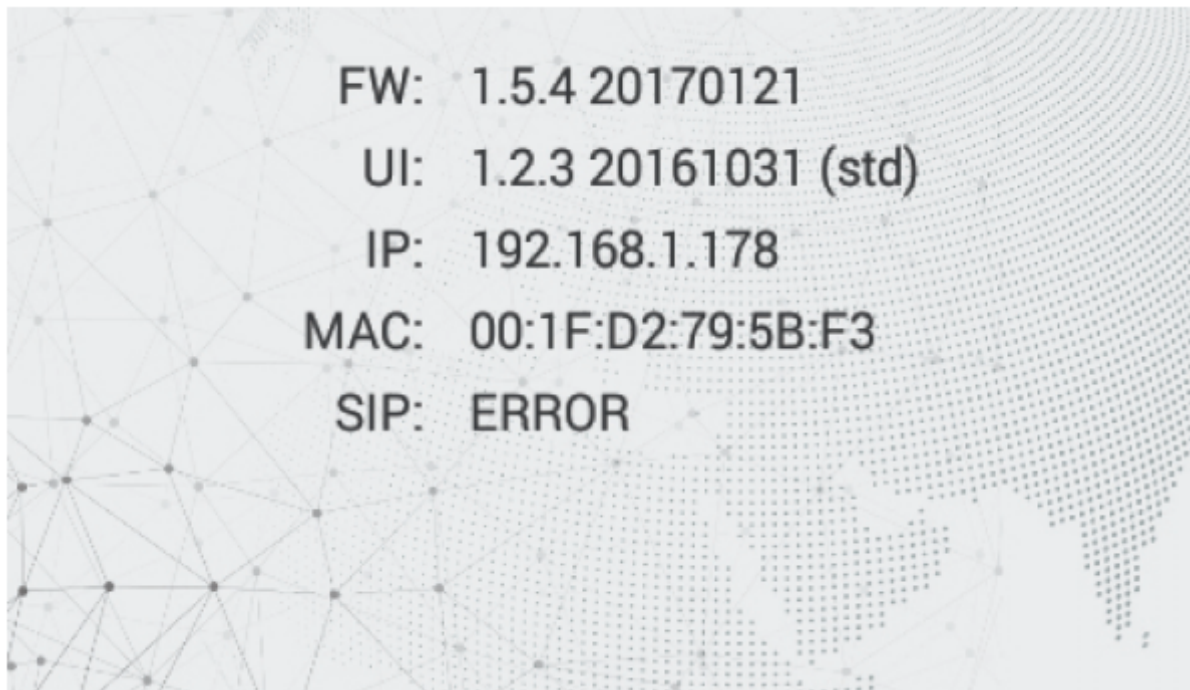 FW: 1.5.4 20170121
UI: 1.2.3 20161031 (std)
IP: 192.168.1.178
MAC: 00:1F:D2:79:5B:F3
SIP: ERROR